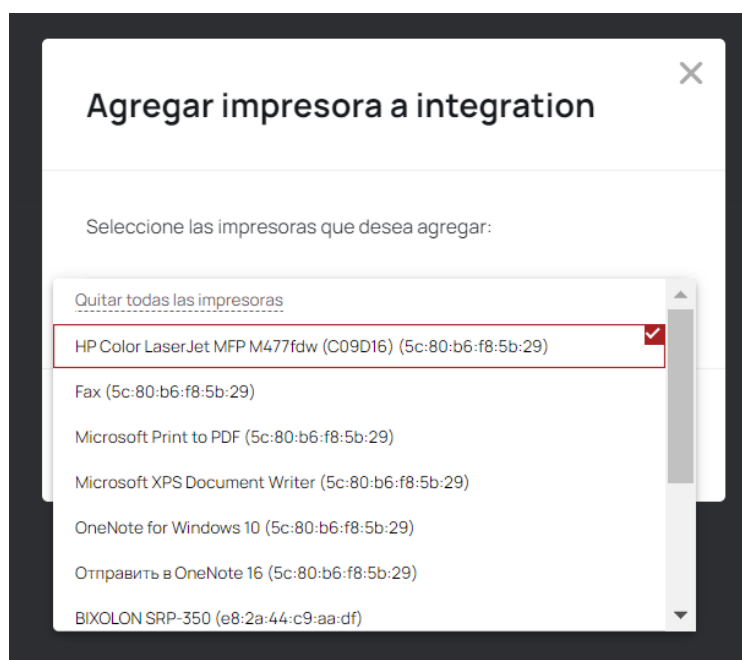 Agregar impresora a integration
Seleccione las impresoras que desea agregar:
Quitar todas las impresoras
HP Color LaserJet MFP M477fdw (C09D16) (5c:80:b6:f8:5b:29)
Fax (5c:80:b6:f8:5b:29)
Microsoft Print to PDF (5c:80:b6:f8:5b:29)
Microsoft XPS Document Writer (5c:80:b6:f8:5b:29)
OneNote for Windows 10 (5c:80:b6:f8:5b:29)
Отправить в OneNote 16 (5c:80:b6:f8:5b:29)
BIXOLON SRP-350 (e8:2a:44:c9:aa:df)